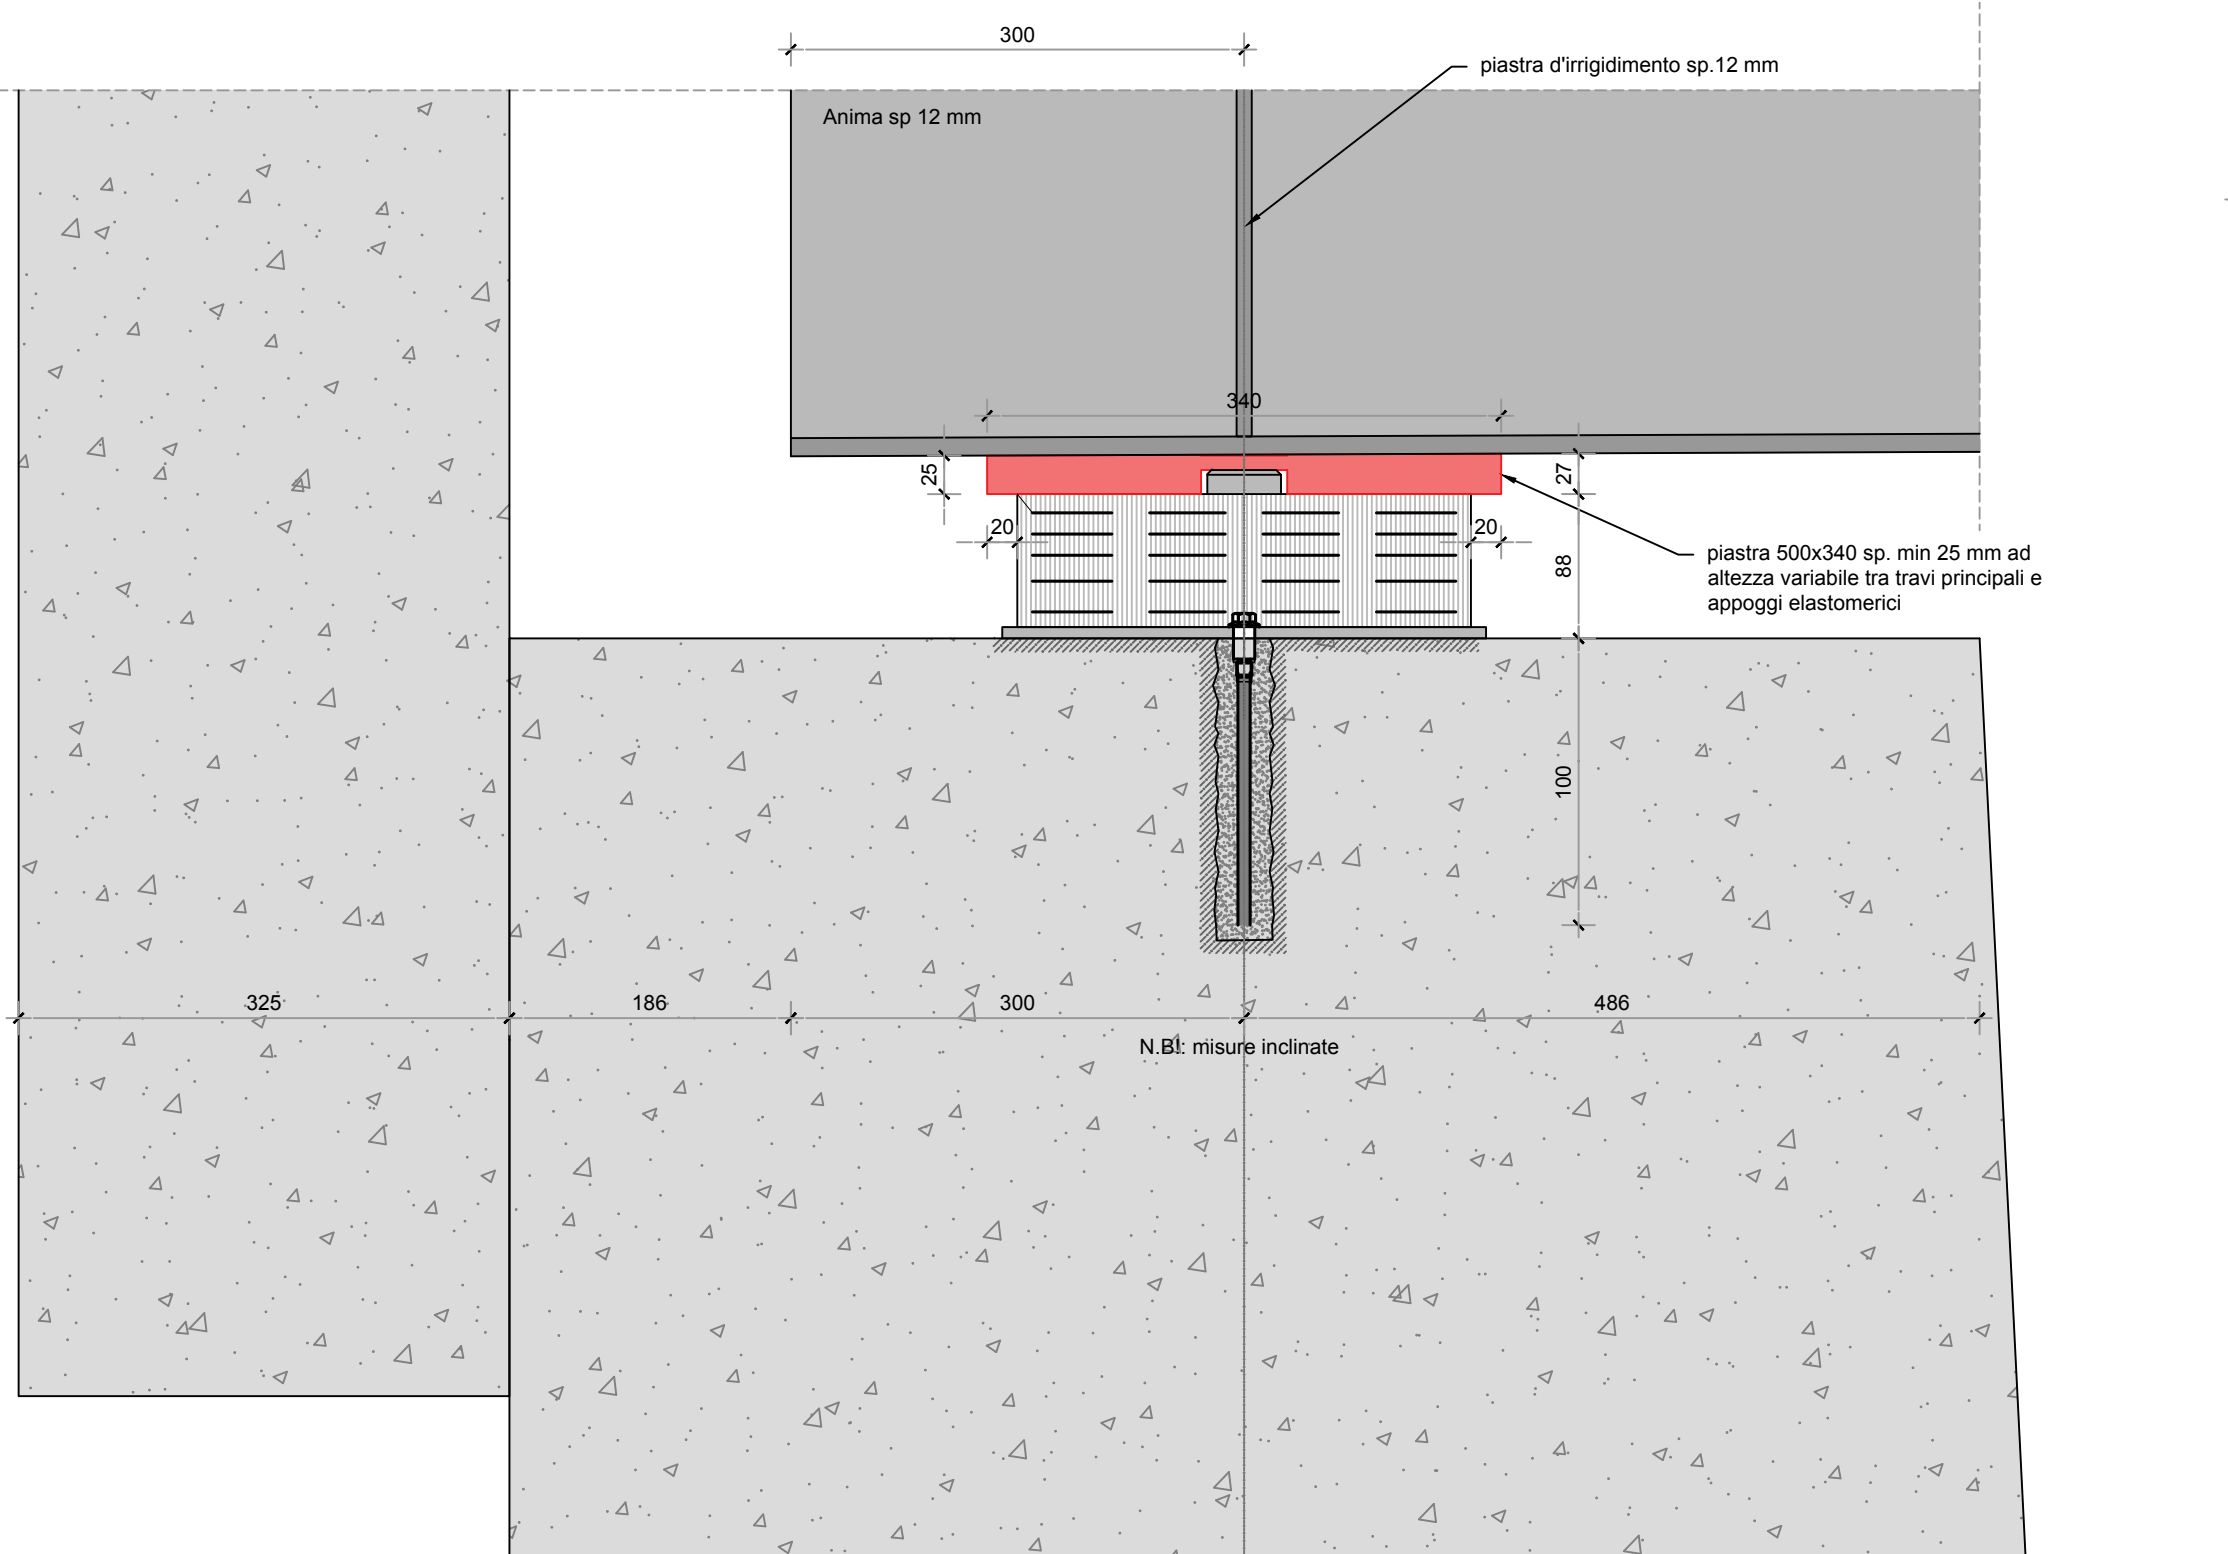 300
piastra d'irrigidimento sp.12 mm
Anima sp 12 mm
340
25
27
20
20
88
piastra 500x340 sp. min 25 mm ad
altezza variabile tra travi principali e
appoggi elastomerici
100
325
186
300
486
N.B!: misure inclinate